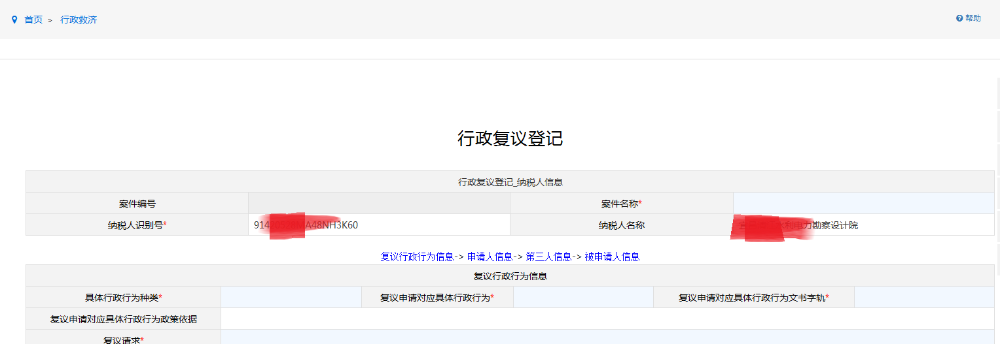 首页 > 行政救济
帮助
行政复议登记
行政复议登记_纳税人信息
案件编号 案件名称*
纳税人识别号* 纳税人名称 勘察设计院
复议行政行为信息-> 申请人信息-> 第三人信息-> 被申请人信息
复议行政行为信息
具体行政行为种类* 复议申请对应具体行政行为* 复议申请对应具体行政行为文书字轨*
复议申请对应具体行政行为政策依据
复议请求*